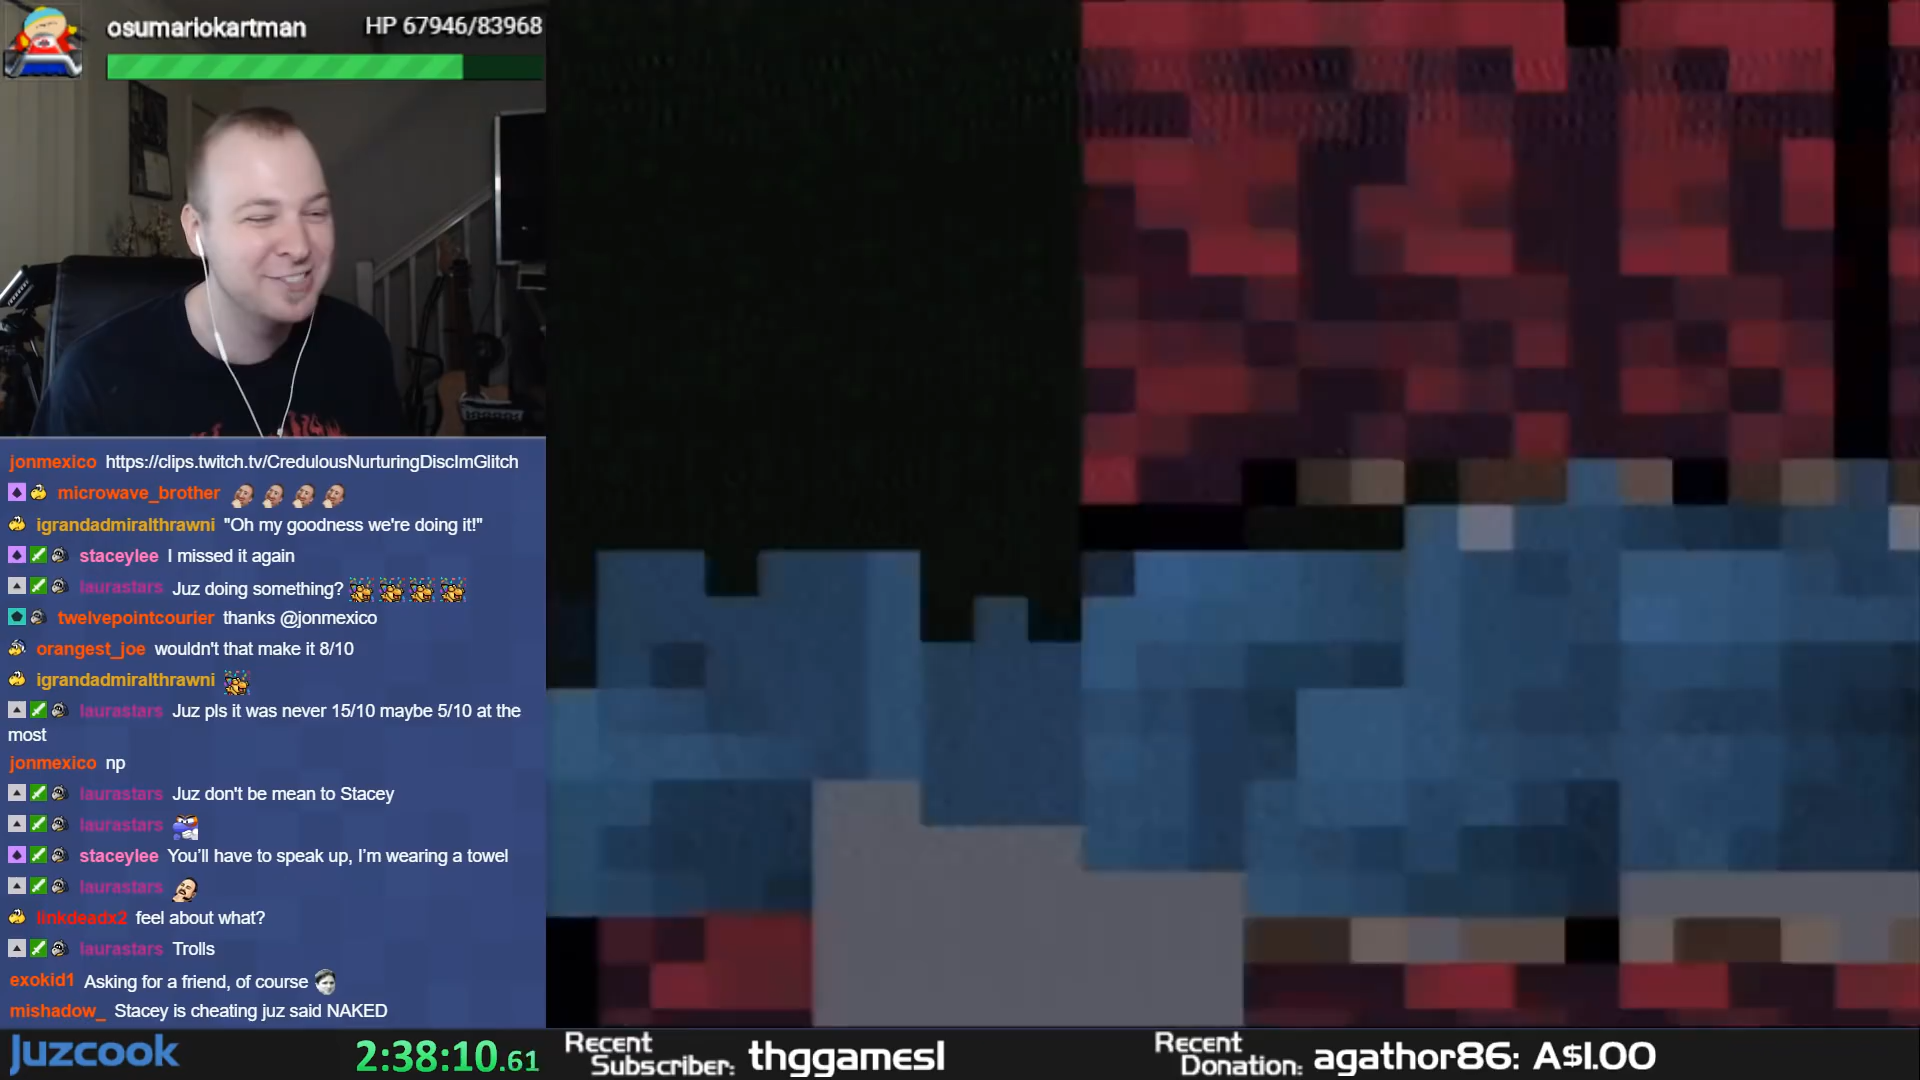 osumariokartman HP 67946/83968
jonmexico https://clips.twitch.tv/CredulousNurturingDiscImGlitch
microwave_brother
igrandadmiralthrawni "Oh my goodness we're doing it!"
staceylee I missed it again
laurastars Juz doing something?
twelvepointcourier thanks @jonmexico
orangest_joe wouldn't that make it 8/10
igrandadmiralthrawni
laurastars Juz pls it was never 15/10 maybe 5/10 at the
most
jonmexico np
laurastars Juz don't be mean to Stacey
laurastars
staceylee You'll have to speak up, I'm wearing a towel
laurastars
linkdeadx2 feel about what?
laurastars Trolls
exokid1 Asking for a friend, of course
mishadow_ Stacey is cheating juz said NAKED
Juzcook 2:38:10.61 Recent Subscriber: thggames1 Recent Donation: agathor86: A$1.00